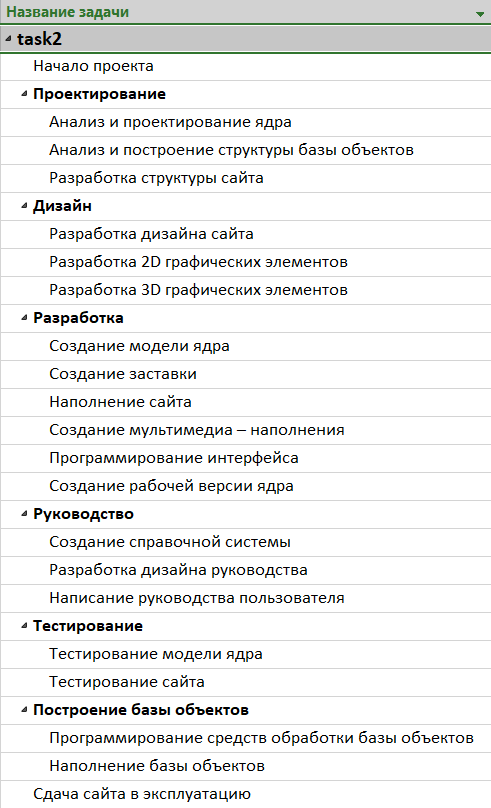 Название задачи
task2
Начало проекта
Проектирование
Анализ и проектирование ядра
Анализ и построение структуры базы объектов
Разработка структуры сайта
Дизайн
Разработка дизайна сайта
Разработка 2D графических элементов
Разработка 3D графических элементов
Разработка
Создание модели ядра
Создание заставки
Наполнение сайта
Создание мультимедиа – наполнения
Программирование интерфейса
Создание рабочей версии ядра
Руководство
Создание справочной системы
Разработка дизайна руководства
Написание руководства пользователя
Тестирование
Тестирование модели ядра
Тестирование сайта
Построение базы объектов
Программирование средств обработки базы объектов
Наполнение базы объектов
Сдача сайта в эксплуатацию